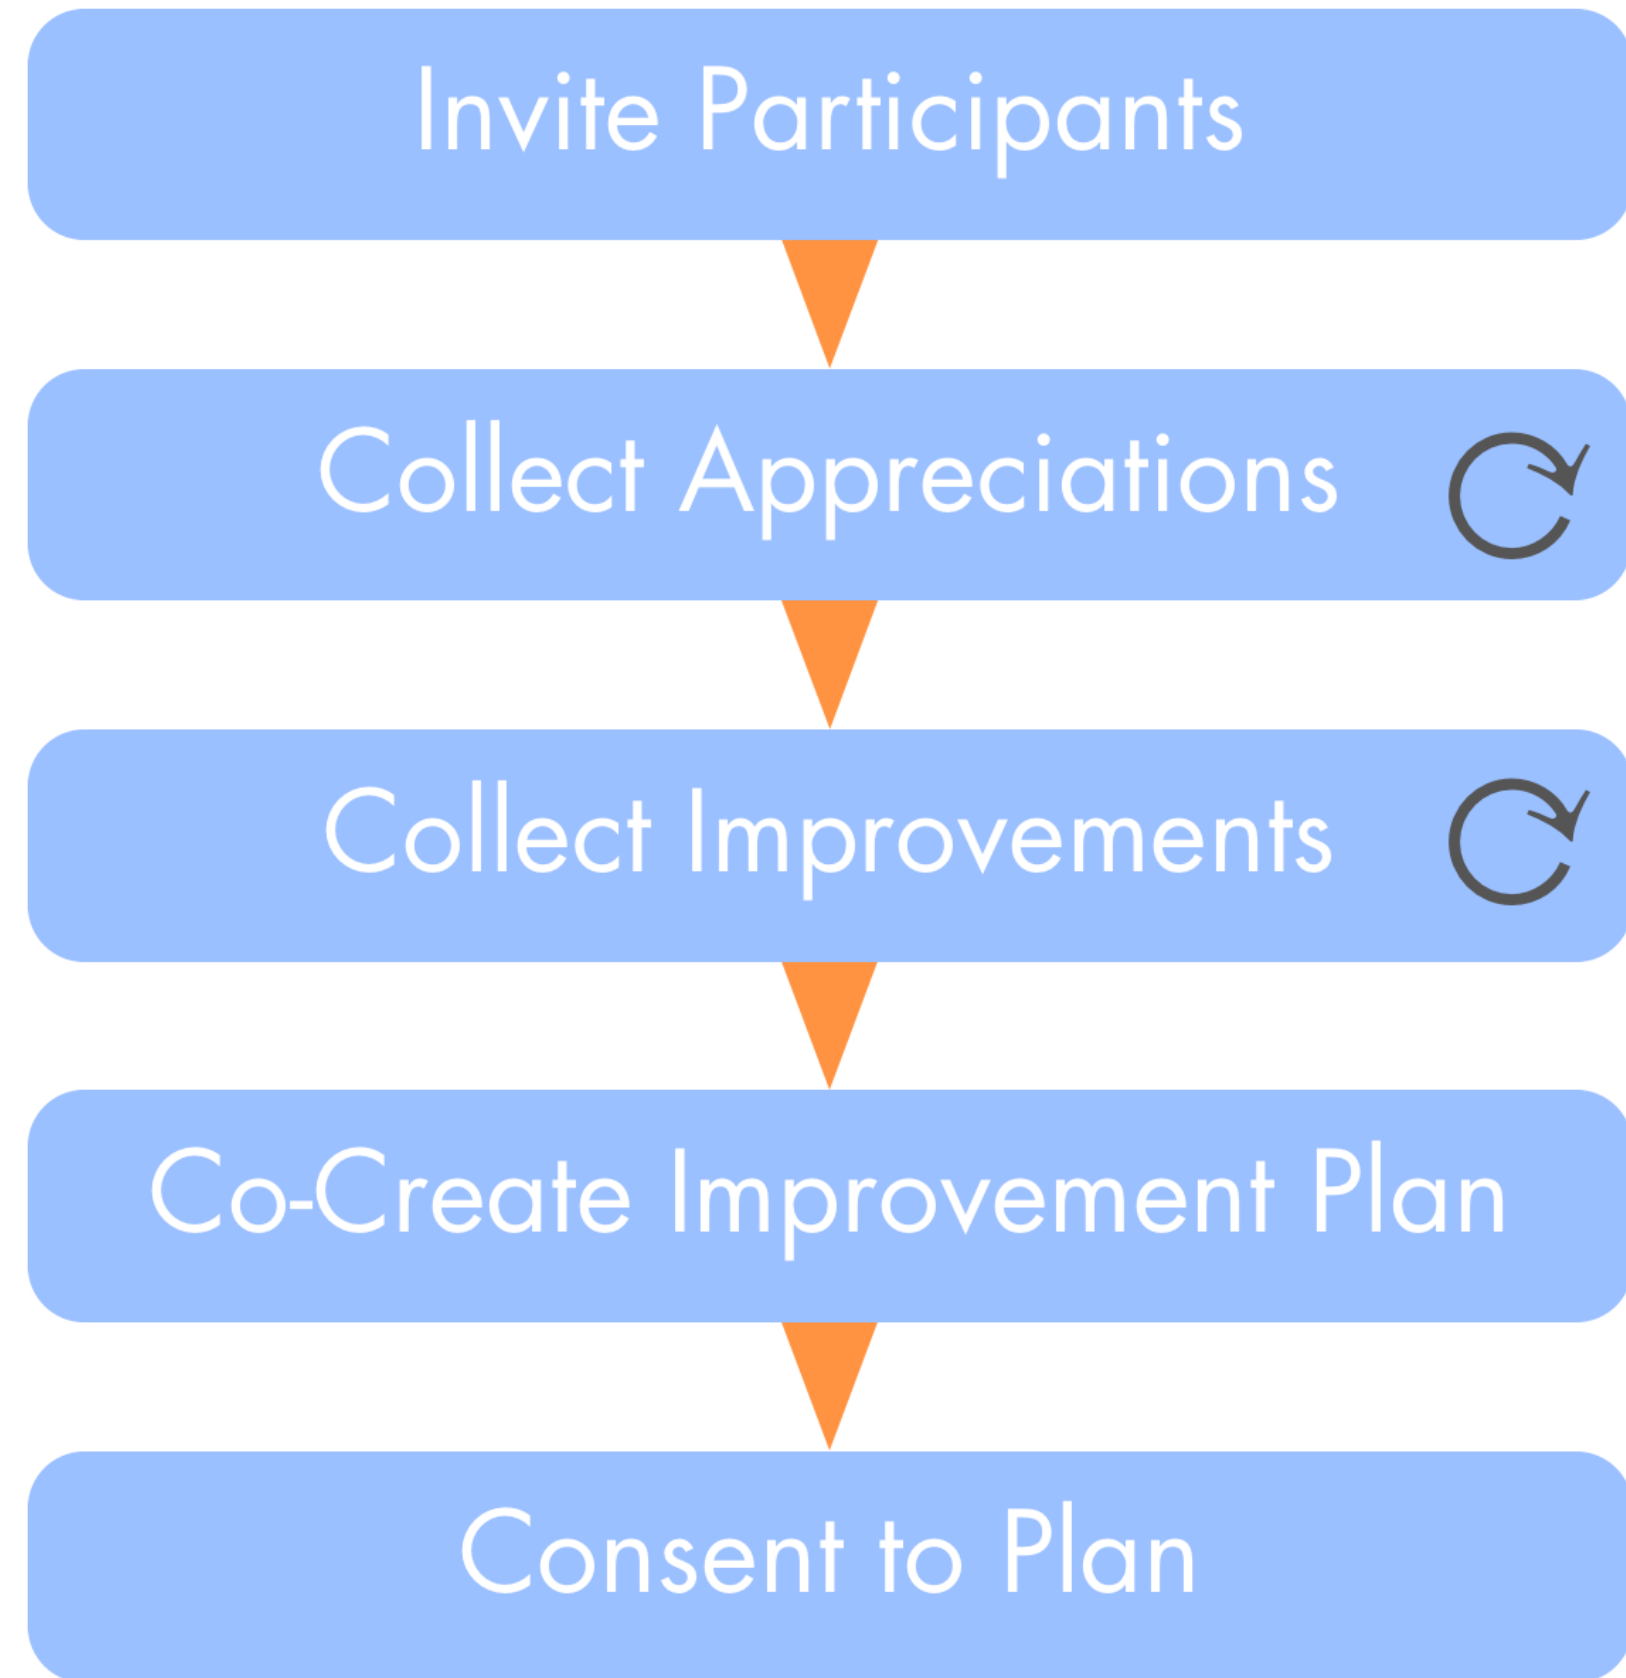 Invite Participants
Collect Appreciations
Collect Improvements
Co-Create Improvement Plan
Consent to Plan